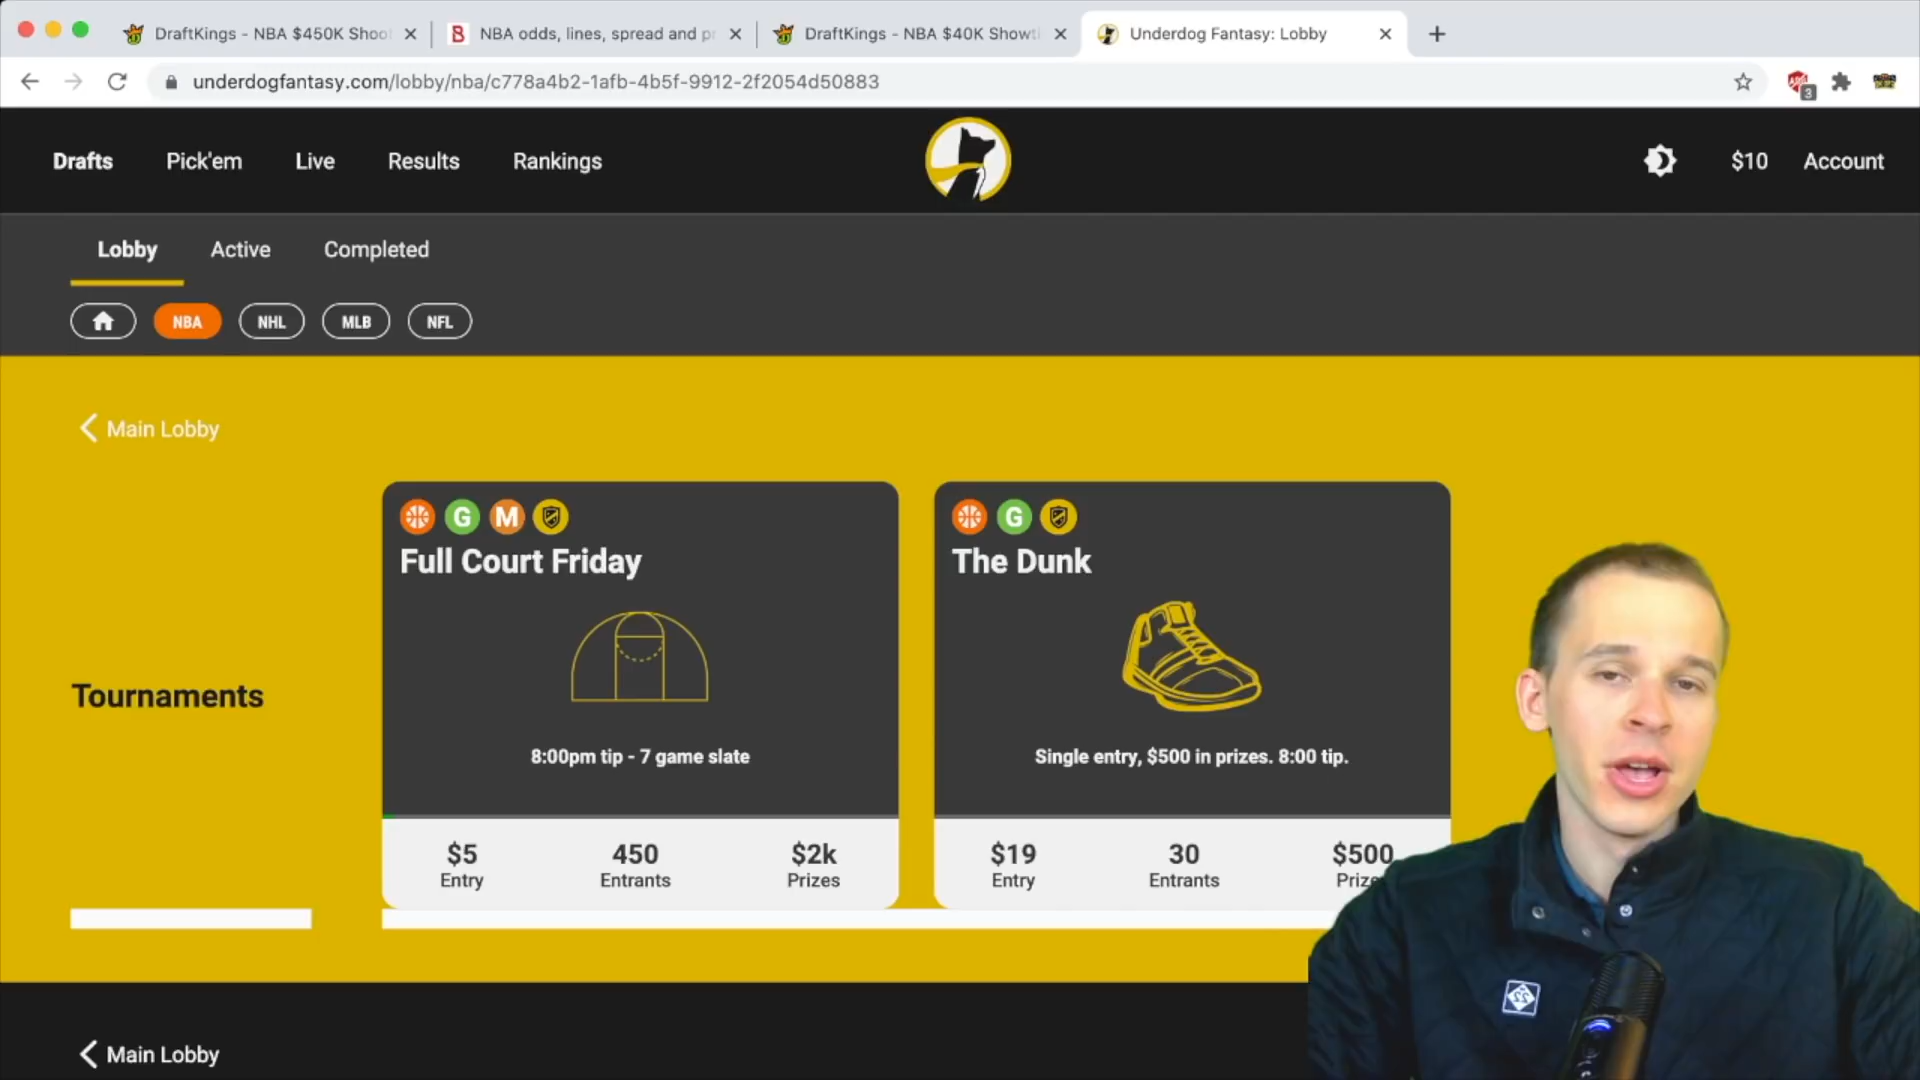 DraftKings - NBA $450K Shoo
NBA odds, lines, spread and p
DraftKings - NBA $40K Showt
Underdog Fantasy: Lobby
underdogfantasy.com/lobby/nba/c778a4b2-1afb-4b5f-9912-2f2054d50883
3
Drafts Pick'em Live Results Rankings
$10 Account
Lobby Active Completed
NBA NHL MLB NFL
Main Lobby
Tournaments
G M
Full Court Friday
8:00pm tip - 7 game slate
$5 450 $2k
Entry Entrants Prizes
G
The Dunk
Single entry, $500 in prizes. 8:00 tip.
$19 30 $500
Entry Entrants Prize
Main Lobby